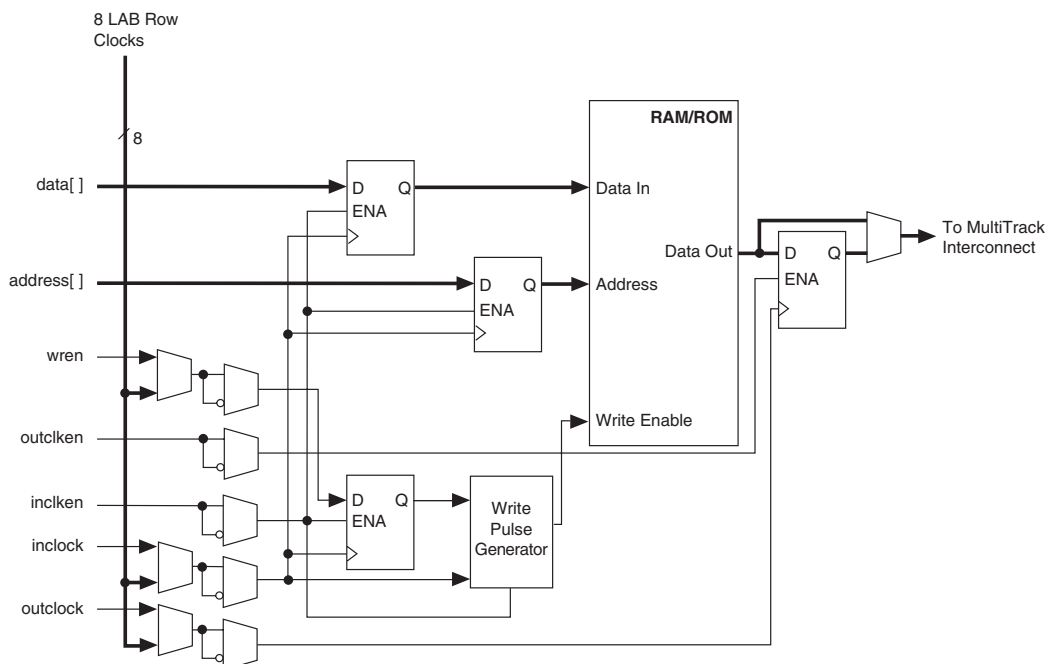 8 LAB Row
Clocks
8
RAM/ROM
data[ ]
D Q
ENA
Data In
Data Out
To MultiTrack
Interconnect
D Q
ENA
address[ ]
D Q
ENA
Address
wren
Write Enable
outclken
inclken
D Q
ENA
Write
Pulse
Generator
inclock
outclock